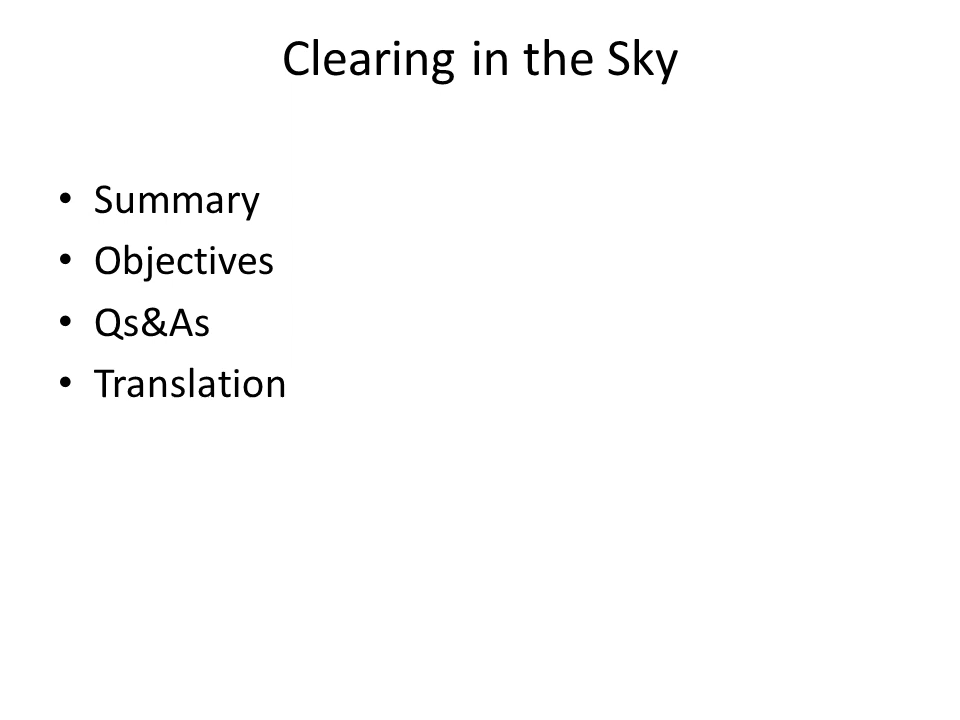 Clearing in the Sky
• Summary
• Objectives
• Qs&As
• Translation